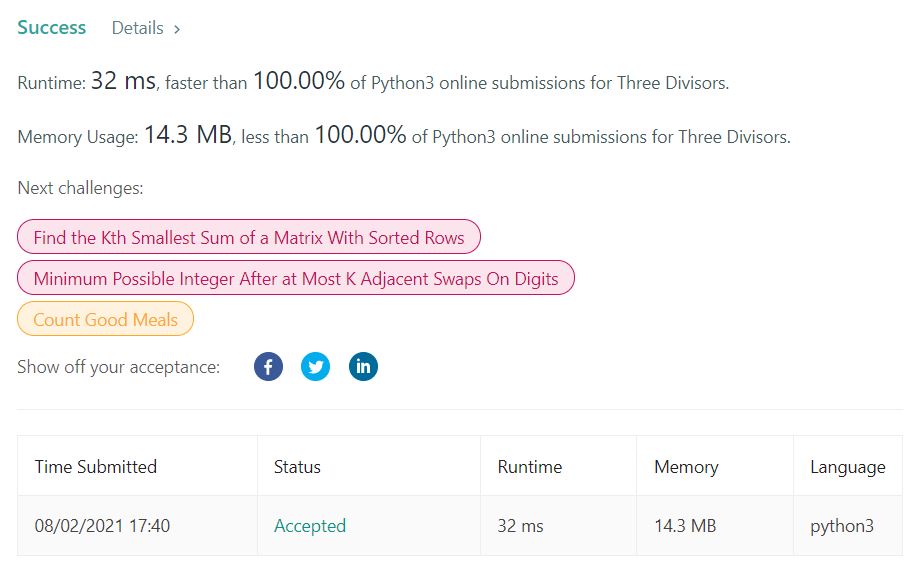 Success Details >
Runtime: 32 ms, faster than 100.00% of Python3 online submissions for Three Divisors.
Memory Usage: 14.3 MB, less than 100.00% of Python3 online submissions for Three Divisors.
Next challenges:
Find the Kth Smallest Sum of a Matrix With Sorted Rows
Minimum Possible Integer After at Most K Adjacent Swaps On Digits
Count Good Meals
Show off your acceptance: f in
Time Submitted Status Runtime Memory Language
08/02/2021 17:40 Accepted 32 ms 14.3 MB python3